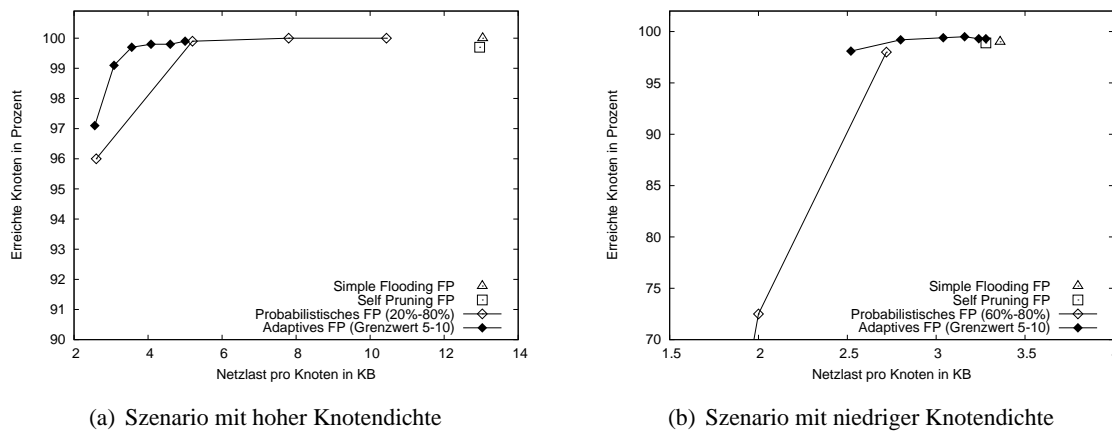 100
99
98
97
96
95
94
93
92
91
90
2
4
6
8
10
12
14
Erreichte Knoten in Prozent
Netzlast pro Knoten in KB
Simple Flooding FP
Self Pruning FP
Probabilistisches FP (20%-80%)
Adaptives FP (Grenzwert 5-10)
(a) Szenario mit hoher Knotendichte
100
95
90
85
80
75
70
1.5
2
2.5
3
3.5
Erreichte Knoten in Prozent
Netzlast pro Knoten in KB
Simple Flooding FP
Self Pruning FP
Probabilistisches FP (60%-80%)
Adaptives FP (Grenzwert 5-10)
(b) Szenario mit niedriger Knotendichte